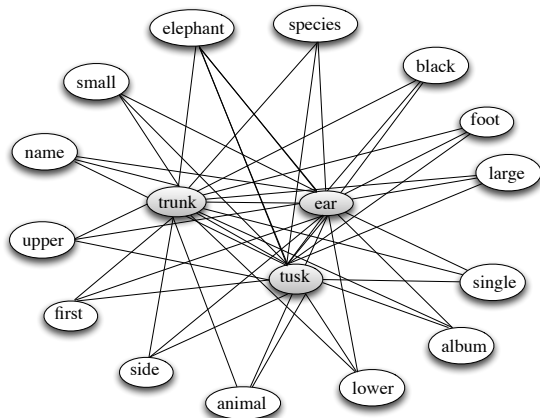 elephant
species
black
small
foot
name
large
trunk
ear
upper
tusk
single
first
album
side
lower
animal